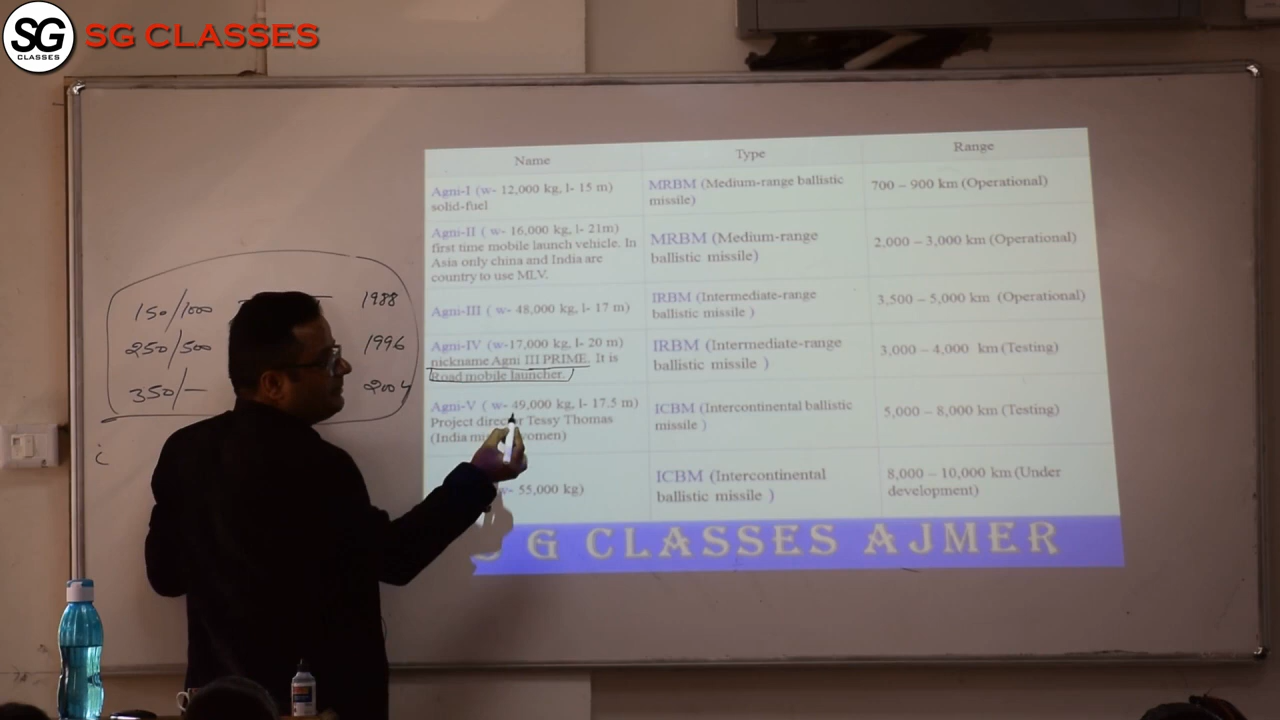 SG
CLASSES
SG CLASSES
Name
Type
Range
Agni-I (w- 12,000 kg, l- 15 m)
solid-fuel
MRBM (Medium-range ballistic
missile)
700 – 900 km (Operational)
Agni-II ( w- 16,000 kg, l- 21m)
first time mobile launch vehicle. In
Asia only china and India are
country to use MLV.
MRBM (Medium-range
ballistic missile)
2,000 – 3,000 km (Operational)
Agni-III ( w- 48,000 kg, l- 17 m)
IRBM (Intermediate-range
ballistic missile )
3,500 – 5,000 km (Operational)
Agni-IV (w-17,000 kg, l- 20 m)
nickname Agni III PRIME. It is
Road mobile launcher.
IRBM (Intermediate-range
ballistic missile )
3,000 – 4,000 km (Testing)
Agni-V ( w- 49,000 kg, l- 17.5 m)
Project director Tessy Thomas
(India women)
ICBM (Intercontinental ballistic
missile )
5,000 – 8,000 km (Testing)
w- 55,000 kg)
ICBM (Intercontinental
ballistic missile )
8,000 – 10,000 km (Under
development)
S G CLASSES AJMER
150/1000
1988
250/500
1996
350/—
2004
i